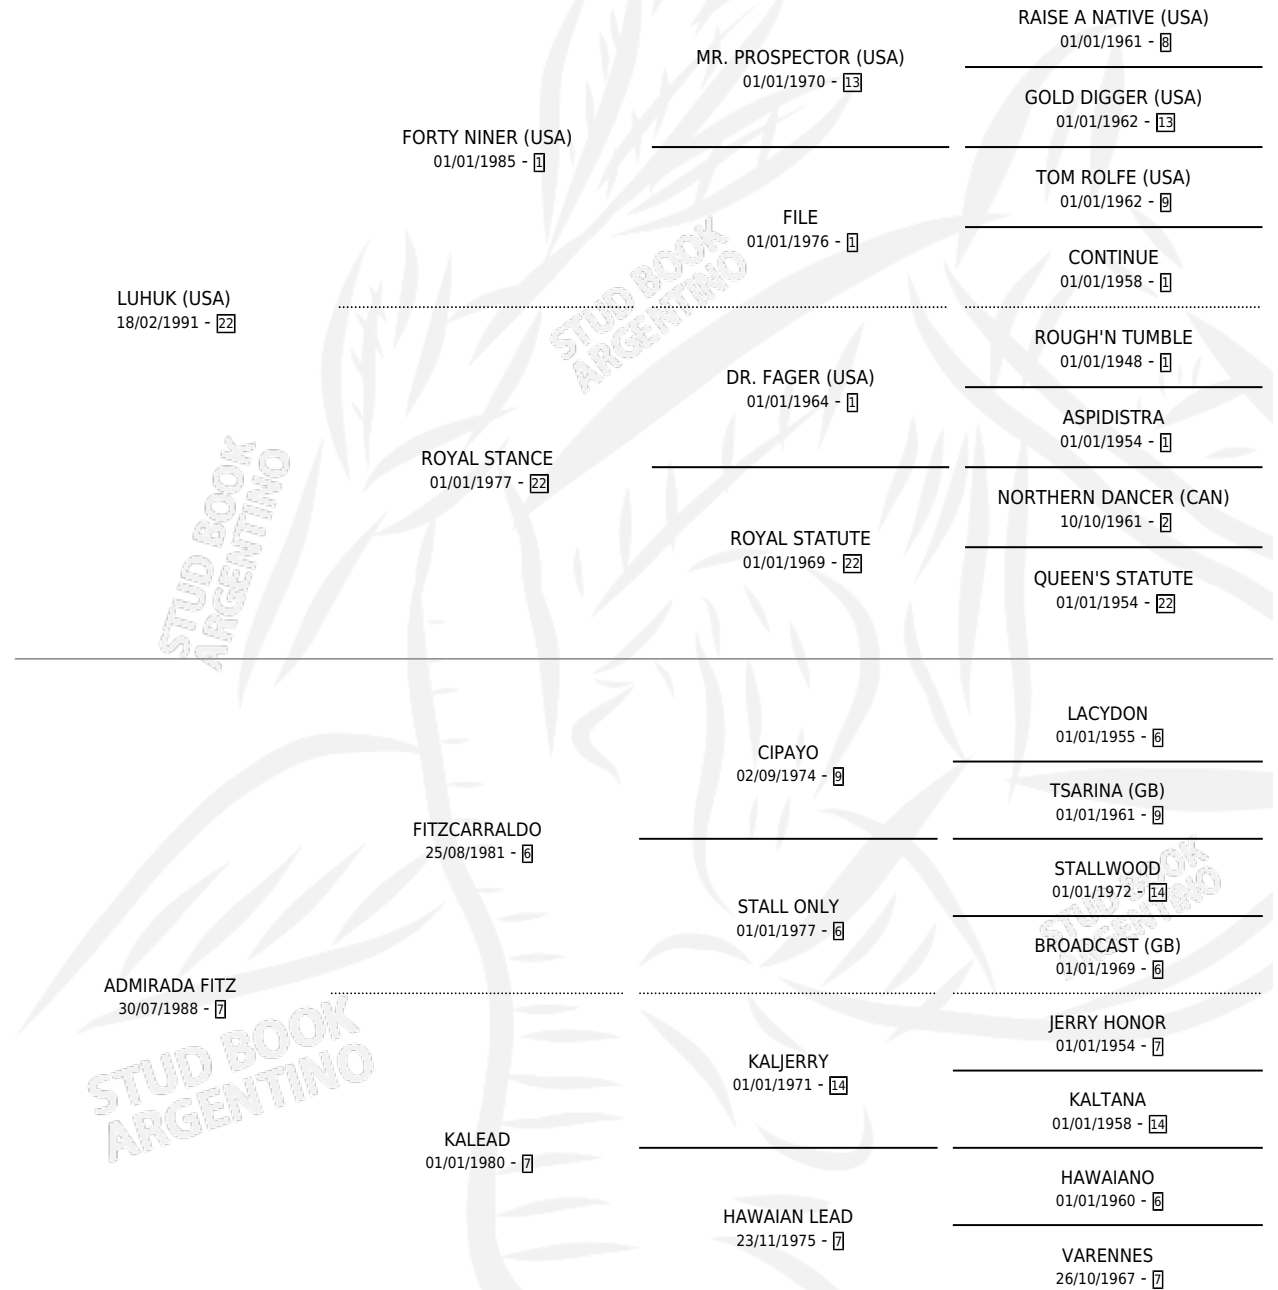 RAISE A NATIVE (USA)
01/01/1961 - 8
MR. PROSPECTOR (USA)
01/01/1970 - 13
GOLD DIGGER (USA)
01/01/1962 - 13
FORTY NINER (USA)
01/01/1985 - 1
TOM ROLFE (USA)
01/01/1962 - 9
FILE
01/01/1976 - 1
CONTINUE
01/01/1958 - 1
LUHUK (USA)
18/02/1991 - 22
ROUGH'N TUMBLE
01/01/1948 - 1
DR. FAGER (USA)
01/01/1964 - 1
ASPIDISTRA
01/01/1954 - 1
ROYAL STANCE
01/01/1977 - 22
NORTHERN DANCER (CAN)
10/10/1961 - 2
ROYAL STATUTE
01/01/1969 - 22
QUEEN'S STATUTE
01/01/1954 - 22
LACYDON
01/01/1955 - 6
CIPAYO
02/09/1974 - 9
TSARINA (GB)
01/01/1961 - 9
FITZCARRALDO
25/08/1981 - 6
STALLWOOD
01/01/1972 - 14
STALL ONLY
01/01/1977 - 6
BROADCAST (GB)
01/01/1969 - 6
ADMIRADA FITZ
30/07/1988 - 7
JERRY HONOR
01/01/1954 - 7
KALJERRY
01/01/1971 - 14
KALTANA
01/01/1958 - 14
KALEAD
01/01/1980 - 7
HAWAIANO
01/01/1960 - 6
HAWAIAN LEAD
23/11/1975 - 7
VARENNES
26/10/1967 - 7
STUD BOOK
ARGENTINO
STUD BOOK
ARGENTINO
STUD BOOK
ARGENTINO
STUD BOOK
ARGENTINO